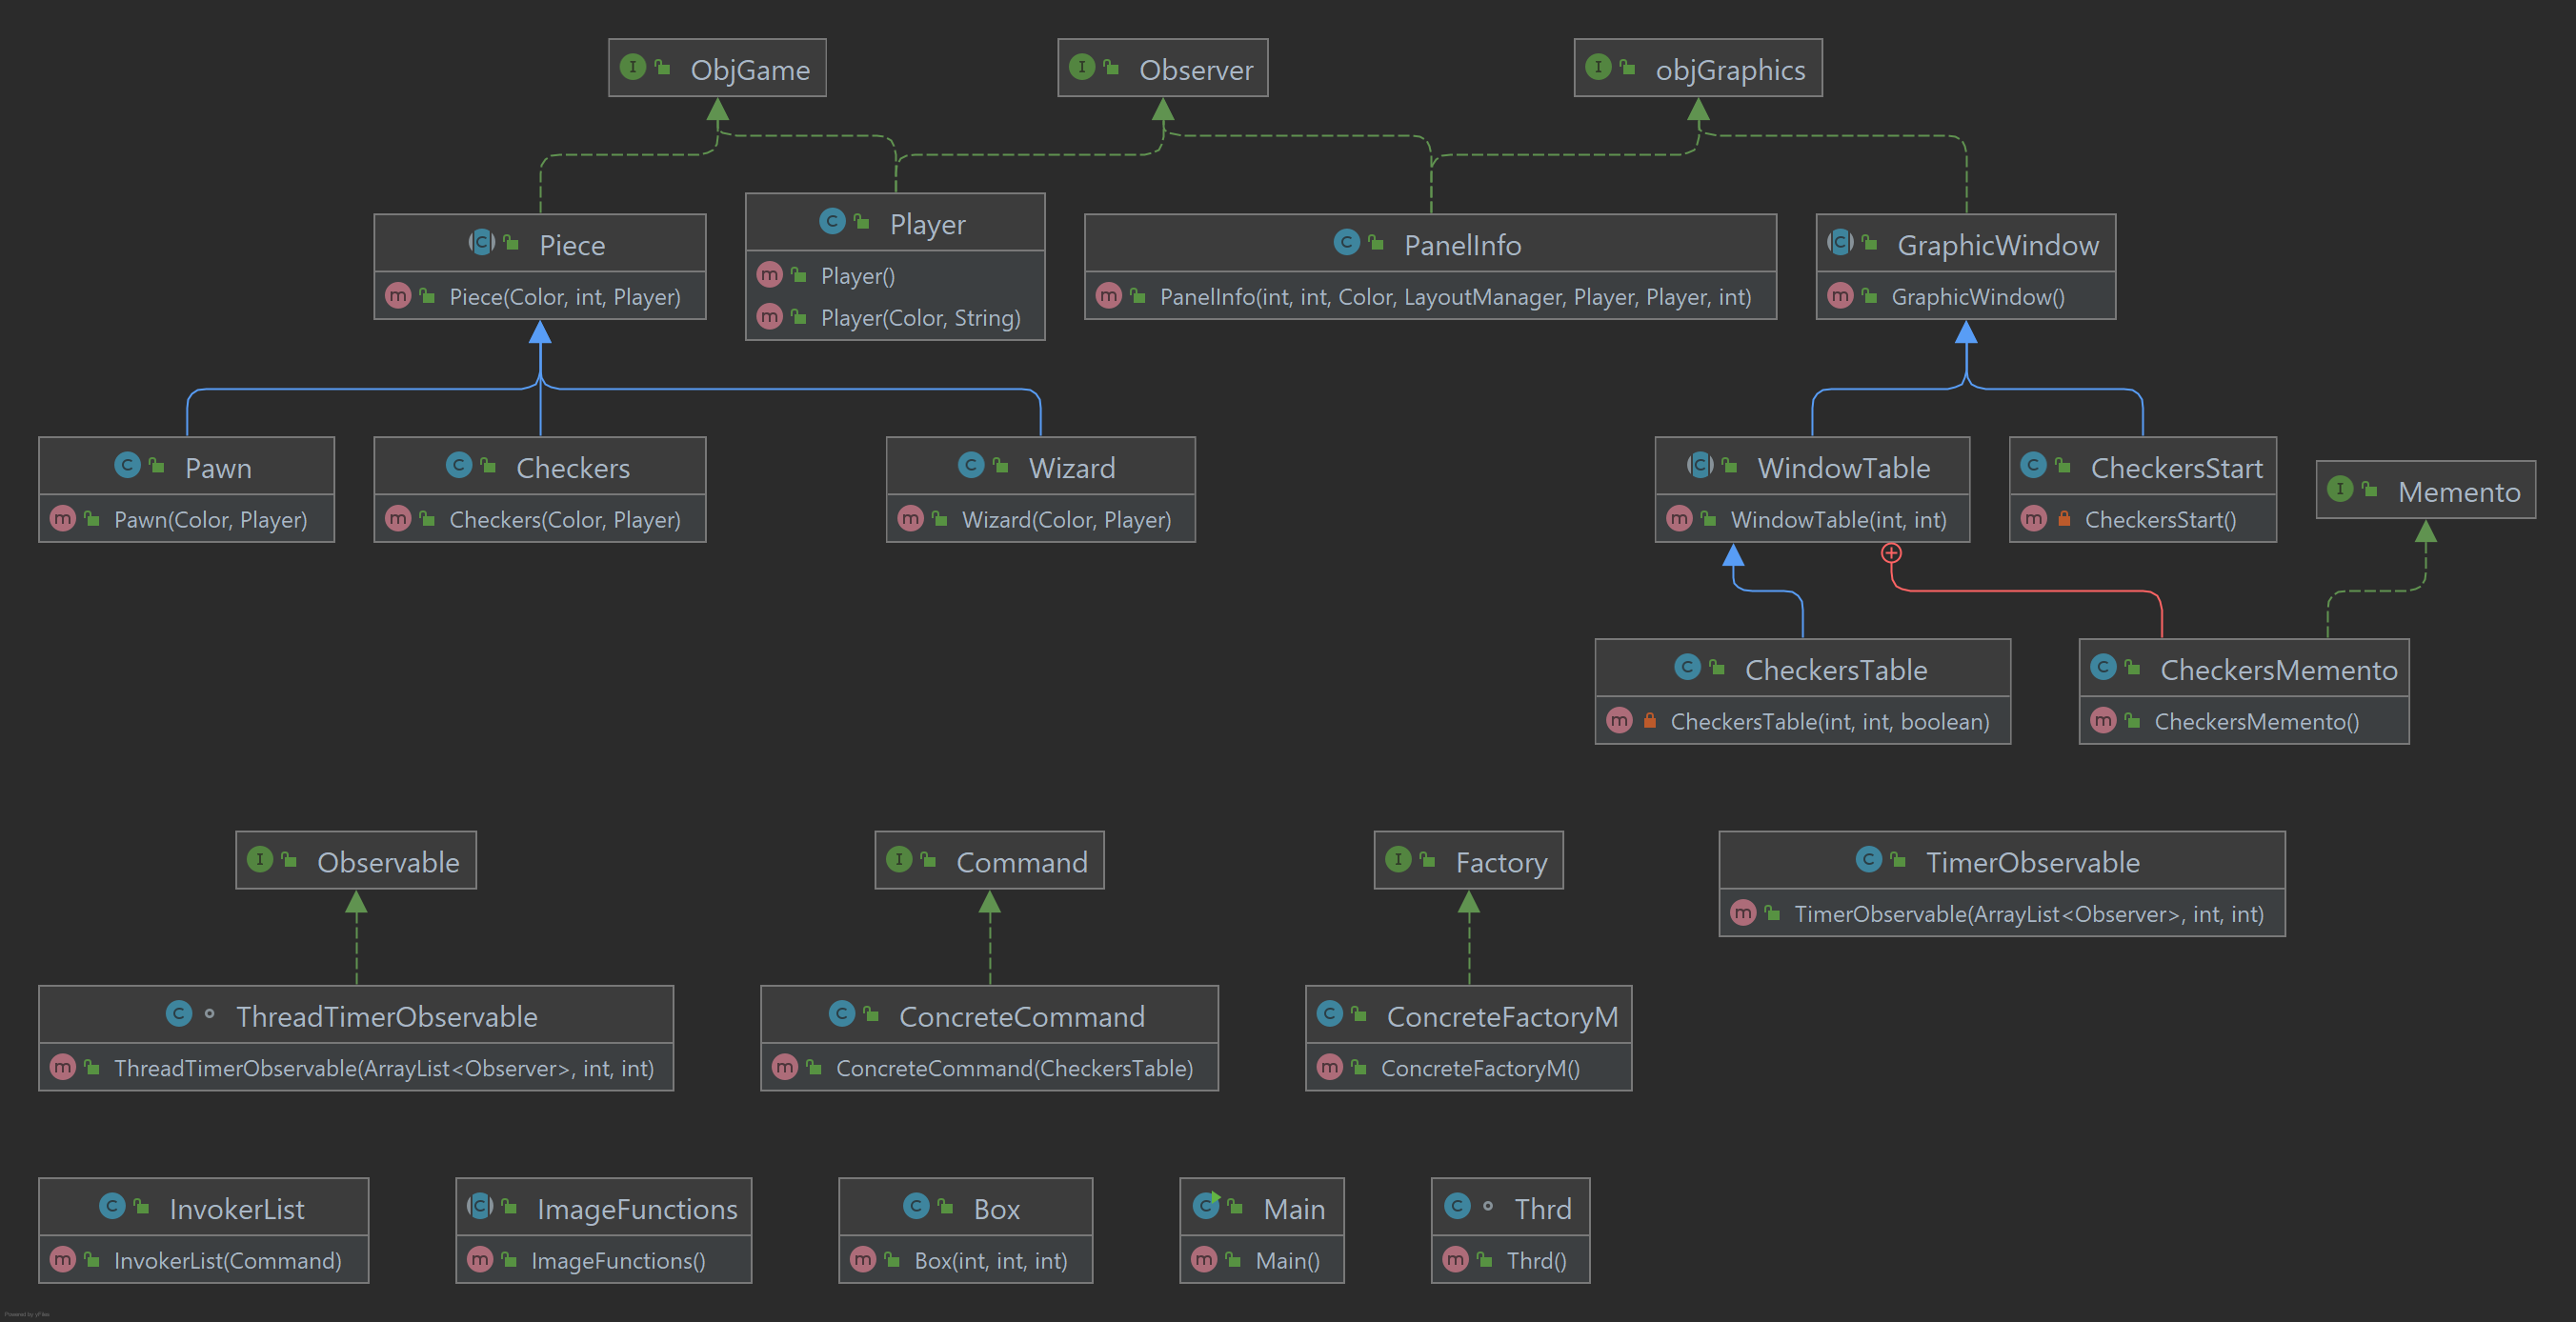 ObjGame
Observer
objGraphics
Piece
Piece(Color, int, Player)
Player
Player()
Player(Color, String)
PanelInfo
PanelInfo(int, int, Color, LayoutManager, Player, Player, int)
GraphicWindow
GraphicWindow()
Pawn
Pawn(Color, Player)
Checkers
Checkers(Color, Player)
Wizard
Wizard(Color, Player)
WindowTable
WindowTable(int, int)
CheckersStart
CheckersStart()
Memento
CheckersTable
CheckersTable(int, int, boolean)
CheckersMemento
CheckersMemento()
Observable
Command
Factory
TimerObservable
TimerObservable(ArrayList<Observer>, int, int)
ThreadTimerObservable
ThreadTimerObservable(ArrayList<Observer>, int, int)
ConcreteCommand
ConcreteCommand(CheckersTable)
ConcreteFactoryM
ConcreteFactoryM()
InvokerList
InvokerList(Command)
ImageFunctions
ImageFunctions()
Box
Box(int, int, int)
Main
Main()
Thrd
Thrd()
Powered by yFiles